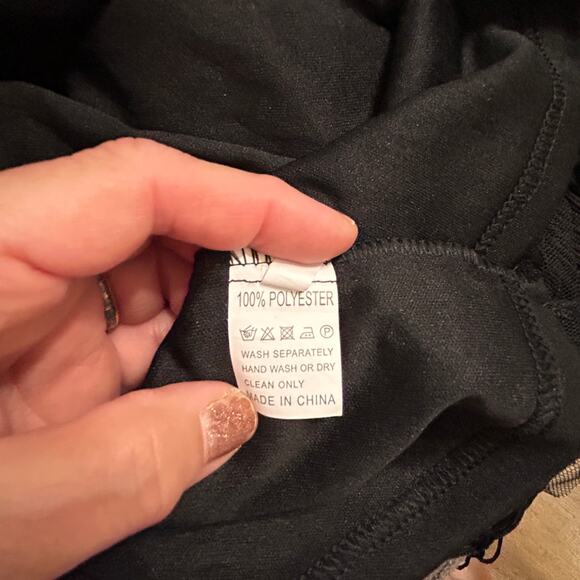 100% POLYESTER
WASH SEPARATELY
HAND WASH OR DRY
CLEAN ONLY
MADE IN CHINA